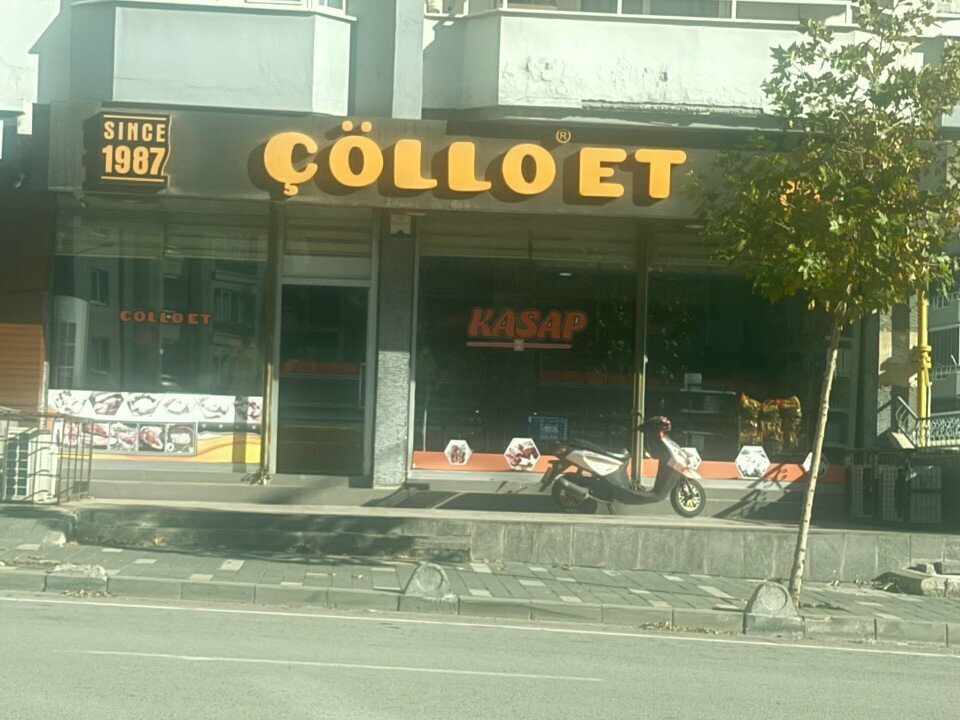 SINCE
1987
ÇÖLLO® ET
ÇÖLLO ET
KASAP